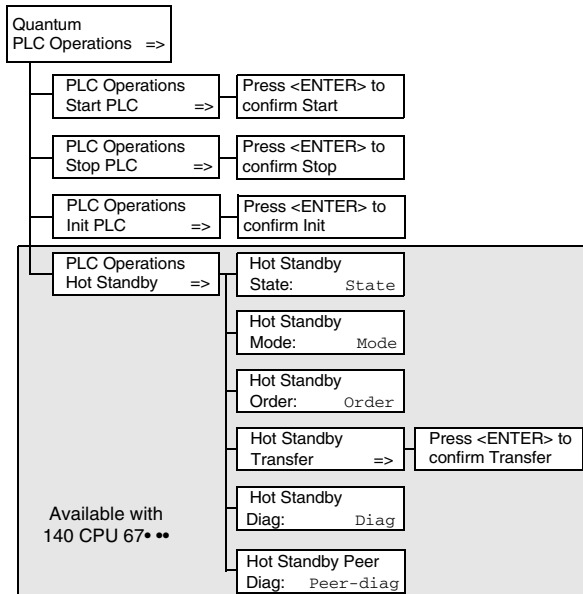 Quantum
PLC Operations =>
PLC Operations
Start PLC =>
Press <ENTER> to
confirm Start
PLC Operations
Stop PLC =>
Press <ENTER> to
confirm Stop
PLC Operations
Init PLC =>
Press <ENTER> to
confirm Init
PLC Operations
Hot Standby =>
Hot Standby
State: State
Hot Standby
Mode: Mode
Hot Standby
Order: Order
Hot Standby
Transfer =>
Press <ENTER> to
confirm Transfer
Hot Standby
Diag: Diag
Hot Standby Peer
Diag: Peer-diag
Available with
140 CPU 67• ••